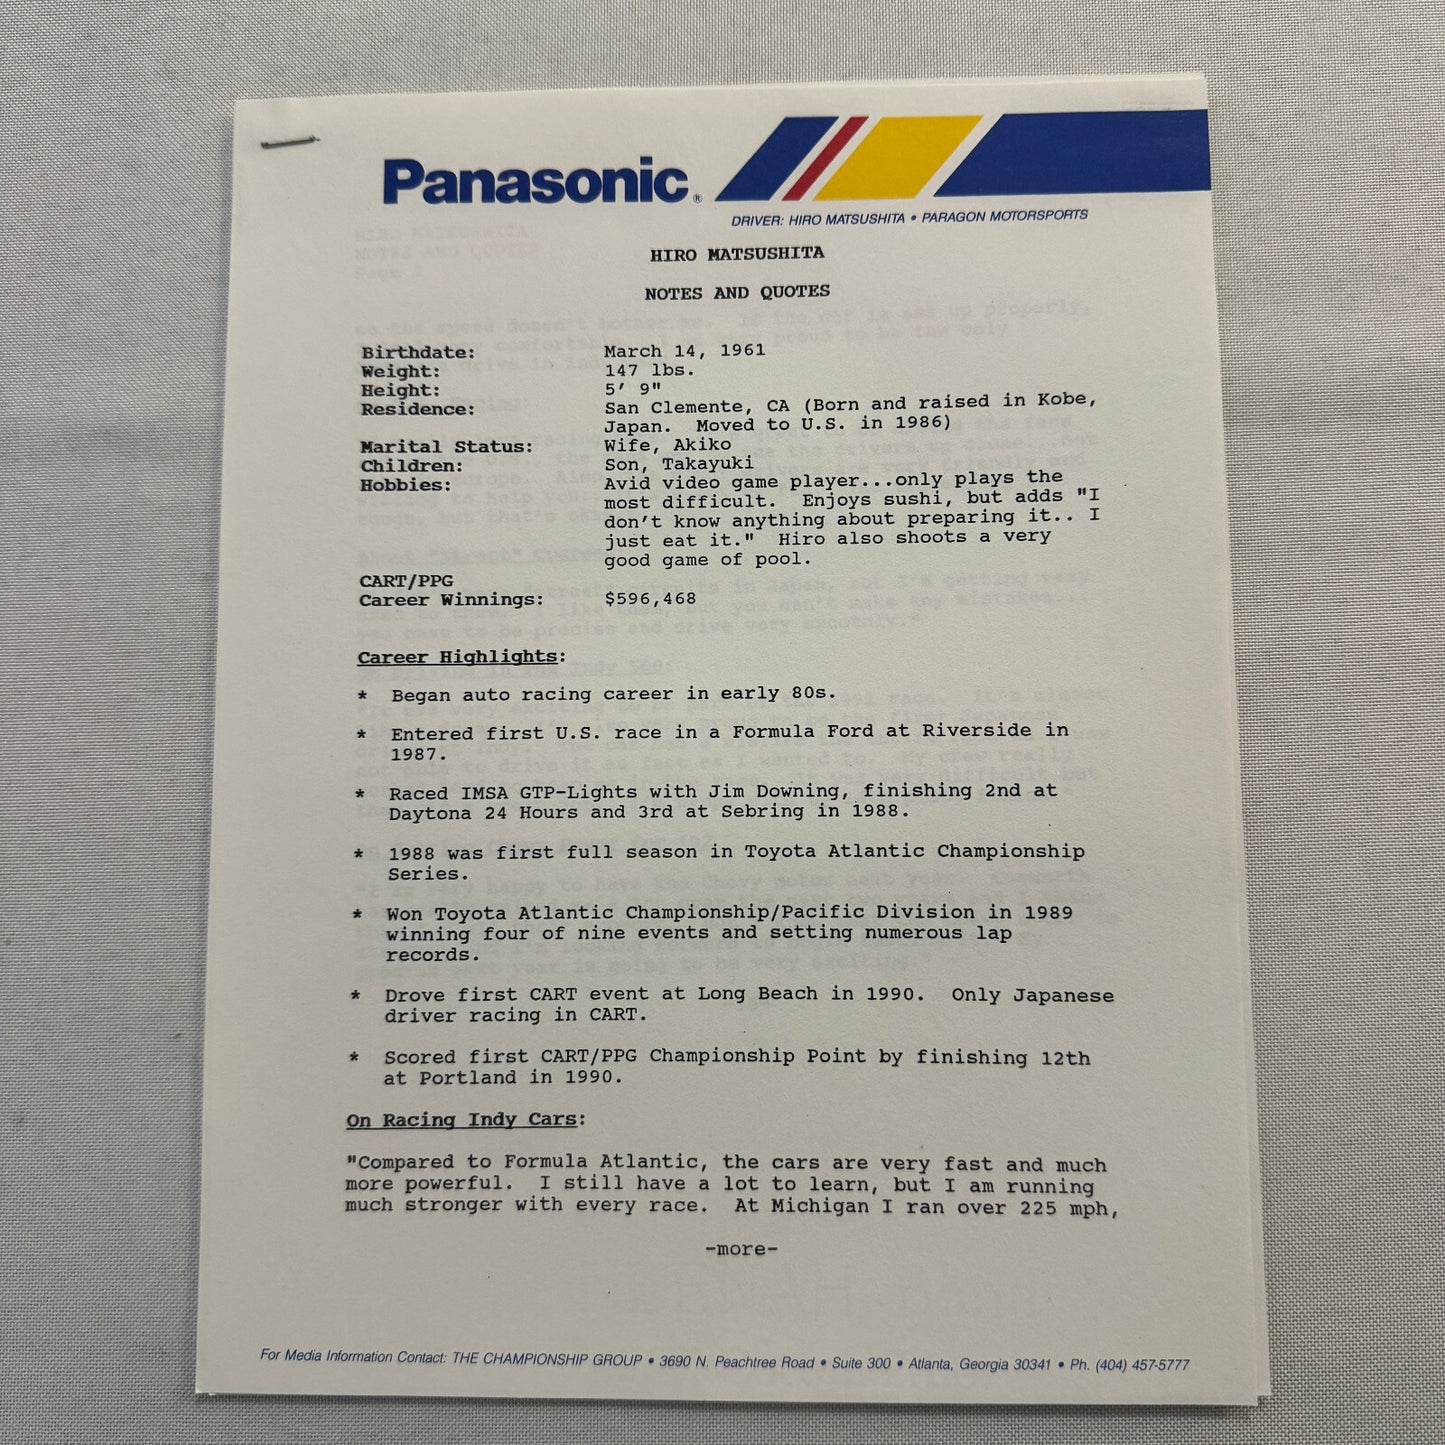 Panasonic®
DRIVER: HIRO MATSUSHITA • PARAGON MOTORSPORTS
HIRO MATSUSHITA
NOTES AND QUOTES
Birthdate: March 14, 1961
Weight: 147 lbs.
Height: 5' 9"
Residence: San Clemente, CA (Born and raised in Kobe,
Japan. Moved to U.S. in 1986)
Marital Status: Wife, Akiko
Children: Son, Takayuki
Hobbies: Avid video game player...only plays the
most difficult. Enjoys sushi, but adds "I
don't know anything about preparing it.. I
just eat it." Hiro also shoots a very
good game of pool.
CART/PPG
Career Winnings: $596,468
Career Highlights:
* Began auto racing career in early 80s.
* Entered first U.S. race in a Formula Ford at Riverside in
1987.
* Raced IMSA GTP-Lights with Jim Downing, finishing 2nd at
Daytona 24 Hours and 3rd at Sebring in 1988.
* 1988 was first full season in Toyota Atlantic Championship
Series.
* Won Toyota Atlantic Championship/Pacific Division in 1989
winning four of nine events and setting numerous lap
records.
* Drove first CART event at Long Beach in 1990. Only Japanese
driver racing in CART.
* Scored first CART/PPG Championship Point by finishing 12th
at Portland in 1990.
On Racing Indy Cars:
"Compared to Formula Atlantic, the cars are very fast and much
more powerful. I still have a lot to learn, but I am running
much stronger with every race. At Michigan I ran over 225 mph,
-more-
For Media Information Contact: THE CHAMPIONSHIP GROUP • 3690 N. Peachtree Road • Suite 300 • Atlanta, Georgia 30341 • Ph. (404) 457-5777